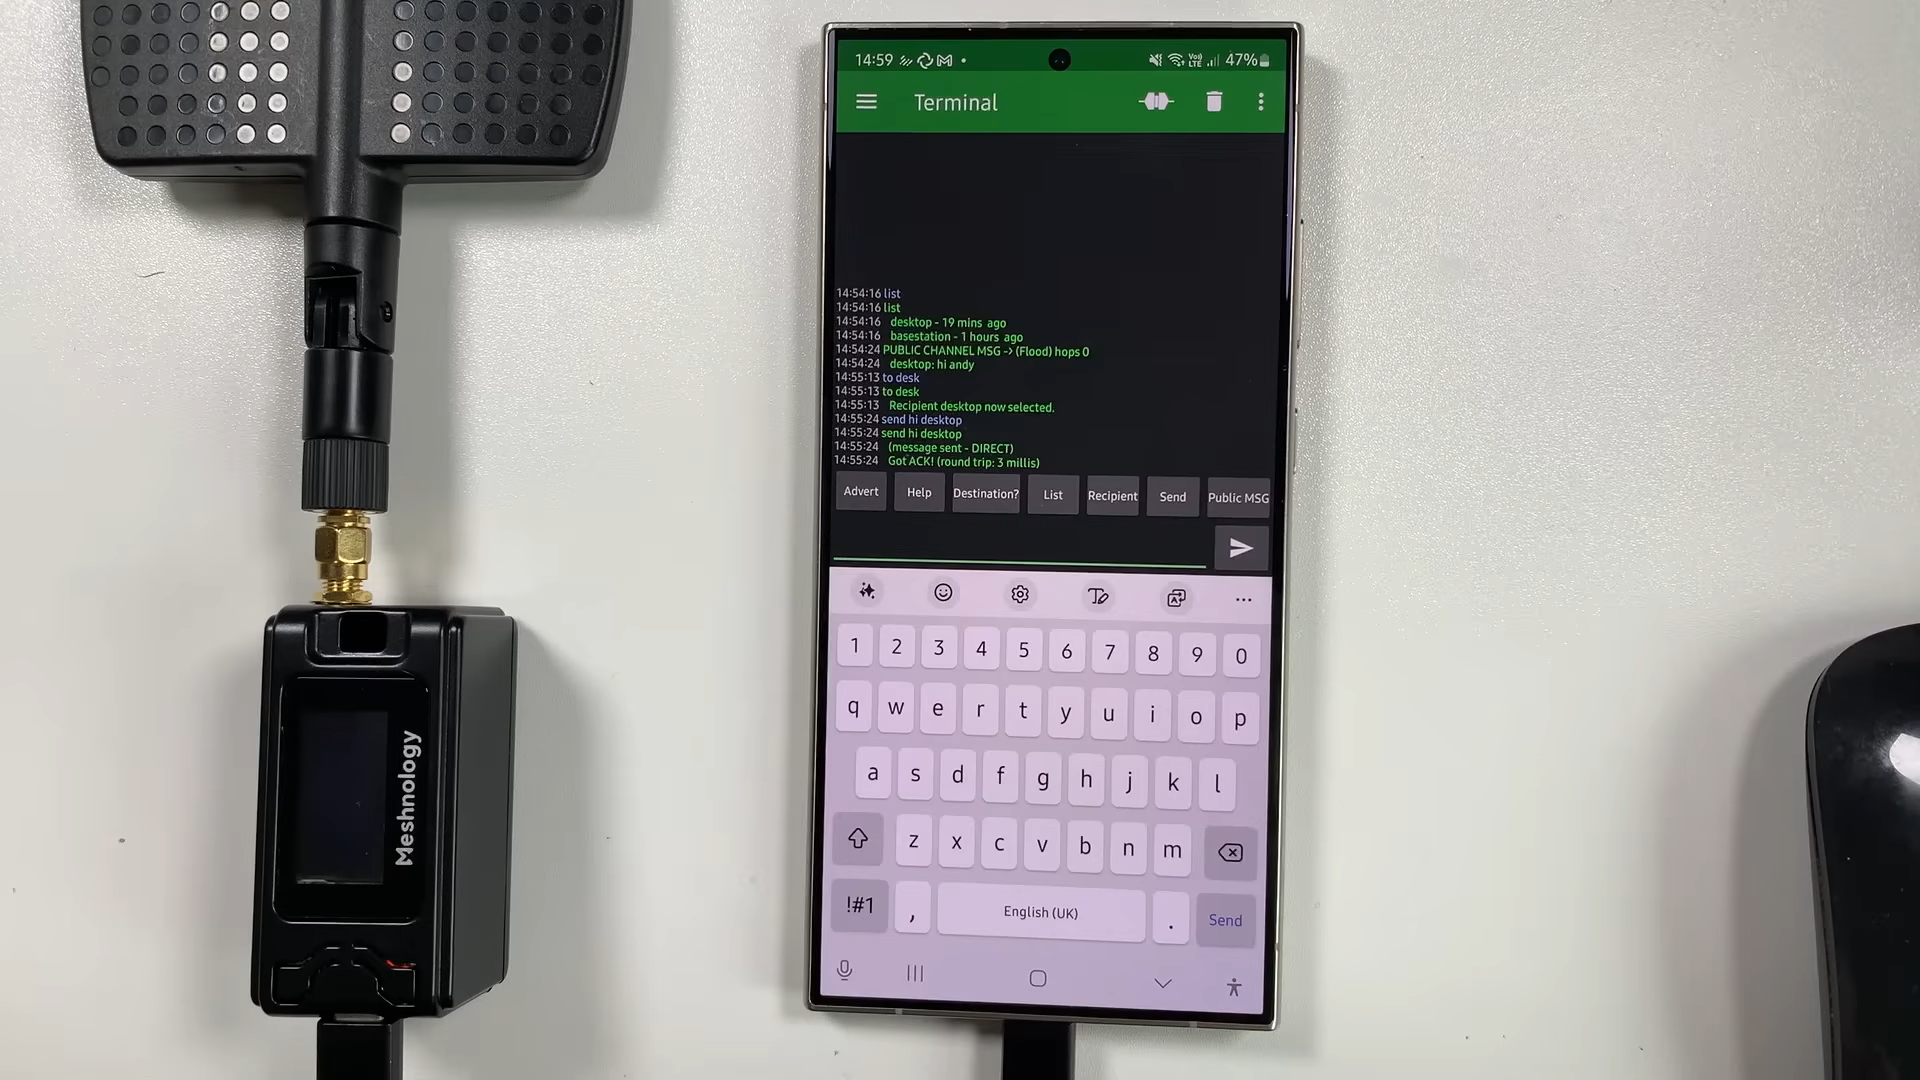 14:59
47%
Terminal
14:54:16 list
14:54:16 list
14:54:16 desktop - 19 mins ago
14:54:16 basestation - 1 hours ago
14:54:24 PUBLIC CHANNEL MSG -> (Flood) hops 0
14:54:24 desktop: hi andy
14:55:13 to desk
14:55:13 to desk
14:55:13 Recipient desktop now selected.
14:55:24 send hi desktop
14:55:24 send hi desktop
14:55:24 (message sent - DIRECT)
14:55:24 Got ACK! (round trip: 3 millis)
Advert Help Destination? List Recipient Send Public MSG
1 2 3 4 5 6 7 8 9 0
q w e r t y u i o p
a s d f g h j k l
z x c v b n m
!#1 , English (UK) . Send
Meshnology